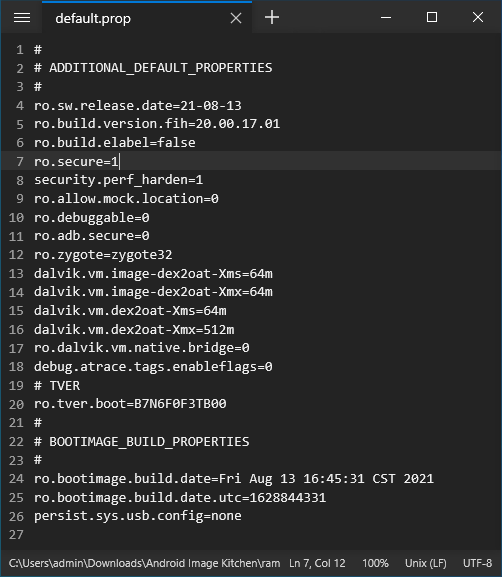 default.prop
1 #
2 # ADDITIONAL_DEFAULT_PROPERTIES
3 #
4 ro.sw.release.date=21-08-13
5 ro.build.version.fih=20.00.17.01
6 ro.build.elabel=false
7 ro.secure=1
8 security.perf_harden=1
9 ro.allow.mock.location=0
10 ro.debuggable=0
11 ro.adb.secure=0
12 ro.zygote=zygote32
13 dalvik.vm.image-dex2oat-Xms=64m
14 dalvik.vm.image-dex2oat-Xmx=64m
15 dalvik.vm.dex2oat-Xms=64m
16 dalvik.vm.dex2oat-Xmx=512m
17 ro.dalvik.vm.native.bridge=0
18 debug.atrace.tags.enableflags=0
19 # TVER
20 ro.tver.boot=B7N6F0F3TB00
21 #
22 # BOOTIMAGE_BUILD_PROPERTIES
23 #
24 ro.bootimage.build.date=Fri Aug 13 16:45:31 CST 2021
25 ro.bootimage.build.date.utc=1628844331
26 persist.sys.usb.config=none
27
C:\Users\admin\Downloads\Android Image Kitchen\ram Ln 7, Col 12 100% Unix (LF) UTF-8